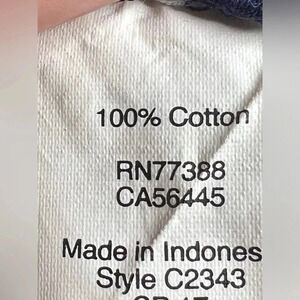 100% Cotton
RN77388
CA56445
Made in Indones
Style C2343